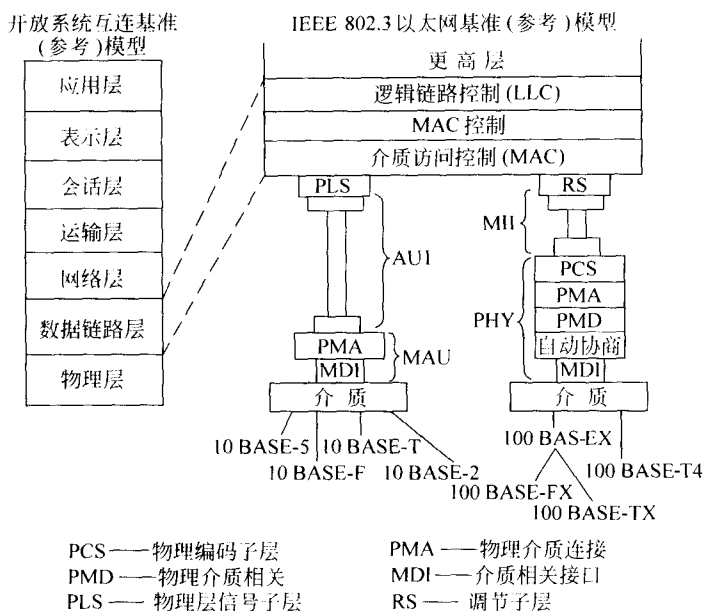 开放系统互连基准
(参考)模型
应用层
表示层
会话层
运输层
网络层
数据链路层
物理层
IEEE 802.3以太网基准(参考)模型
更高层
逻辑链路控制(LLC)
MAC 控制
介质访问控制(MAC)
PLS
AUI
PMA
MDI
MAU
介 质
10 BASE-5
10 BASE-F
10 BASE-T
10 BASE-2
RS
MII
PCS
PMA
PMD
自动协商
MDI
PHY
介 质
100 BAS-EX
100 BASE-T4
100 BASE-FX
100 BASE-TX
PCS——物理编码子层
PMD——物理介质相关
PLS——物理层信号子层
PMA——物理介质连接
MDI——介质相关接口
RS——调节子层